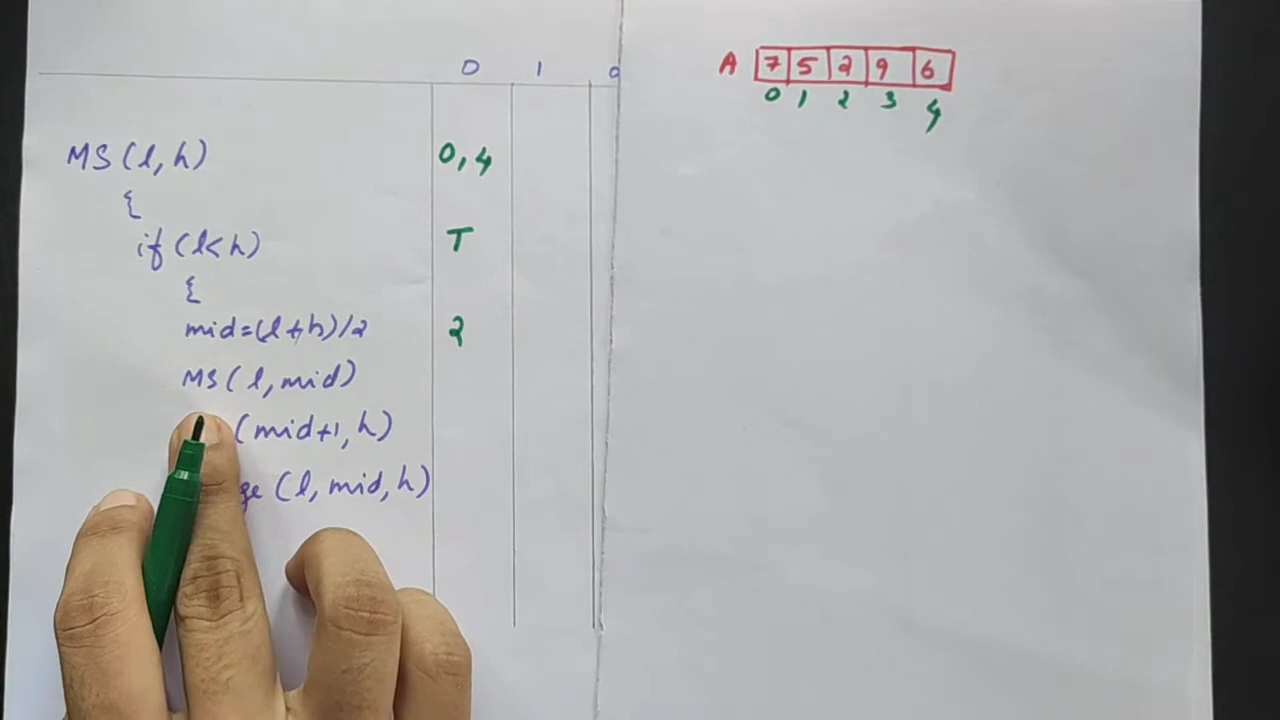 0 1
MS (l, h) 0, 4
{
if (l < h) T
{
mid = (l + h) / 2 2
MS ( l, mid)
(mid+1, h)
ge (l, mid, h)
A 7 5 2 9 6
0 1 2 3 4